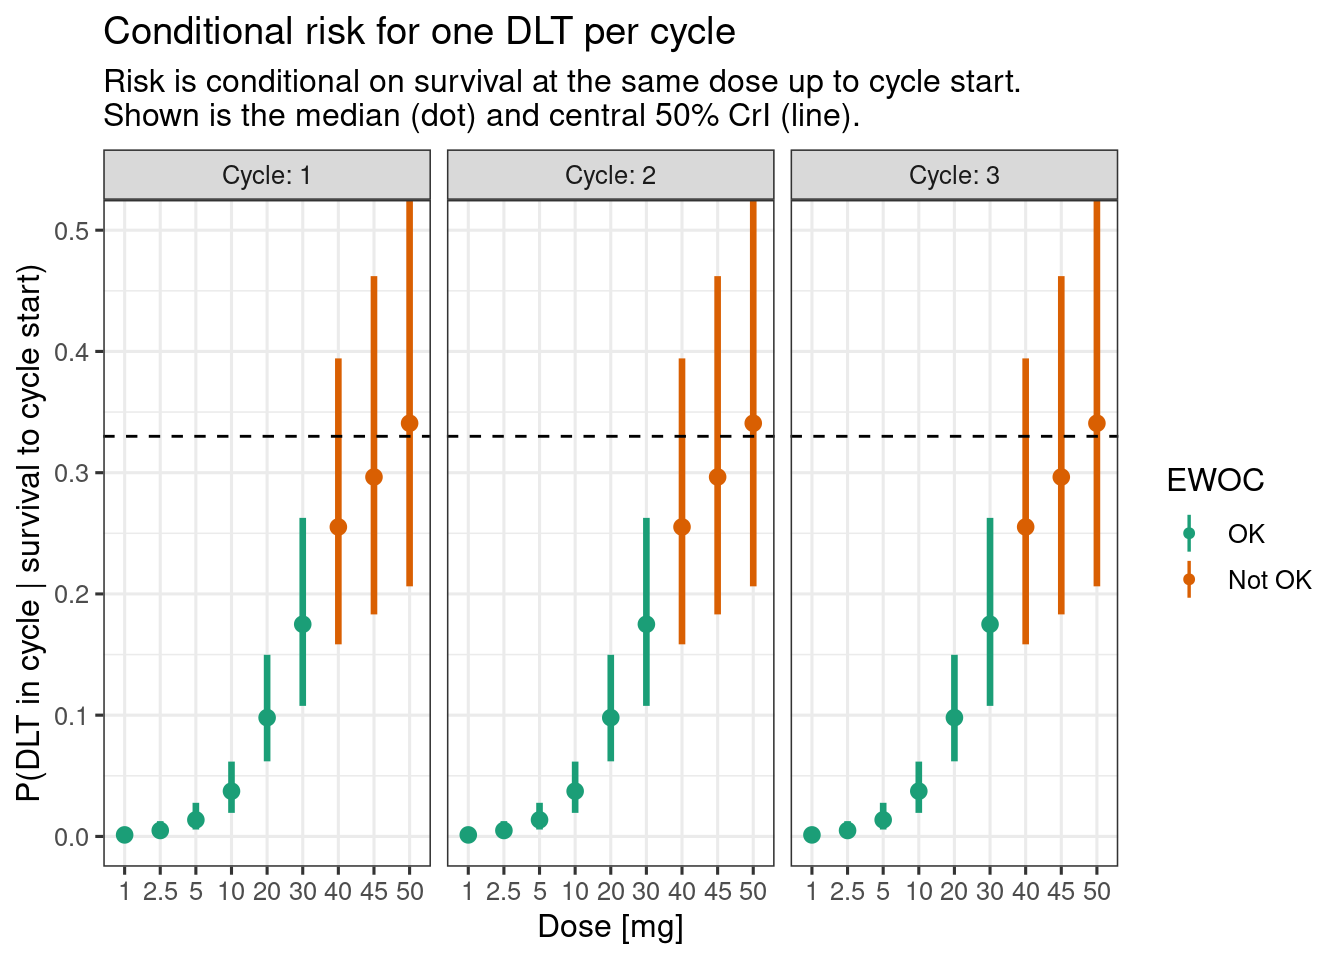 Conditional risk for one DLT per cycle
Risk is conditional on survival at the same dose up to cycle start.
Shown is the median (dot) and central 50% CrI (line).
Cycle: 1
Cycle: 2
Cycle: 3
P(DLT in cycle | survival to cycle start)
0.5
0.4
0.3
0.2
0.1
0.0
1 2.5 5 10 20 30 40 45 50
1 2.5 5 10 20 30 40 45 50
1 2.5 5 10 20 30 40 45 50
Dose [mg]
EWOC
OK
Not OK